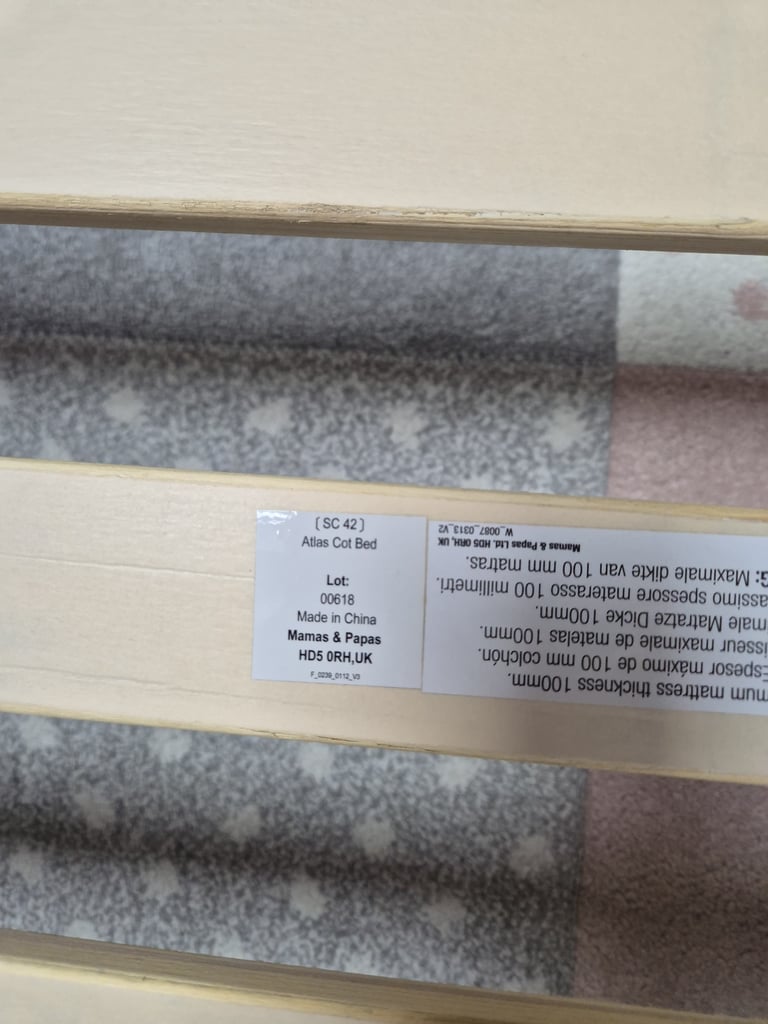 [ SC 42 ]
Atlas Cot Bed
Lot:
00618
Made in China
Mamas & Papas
HD5 0RH,UK
F_0239_0112_V3
mum mattress thickness 100mm.
Espesor máximo de 100 mm colchón.
isseur maximale de matelas 100mm.
male Matratze Dicke 100mm.
assimo spessore materasso 100 millimetri.
G: Maximale dikte van 100 mm matras.
Mamas & Papas Ltd. HD5 0RH, UK
W_0087_0313_V2